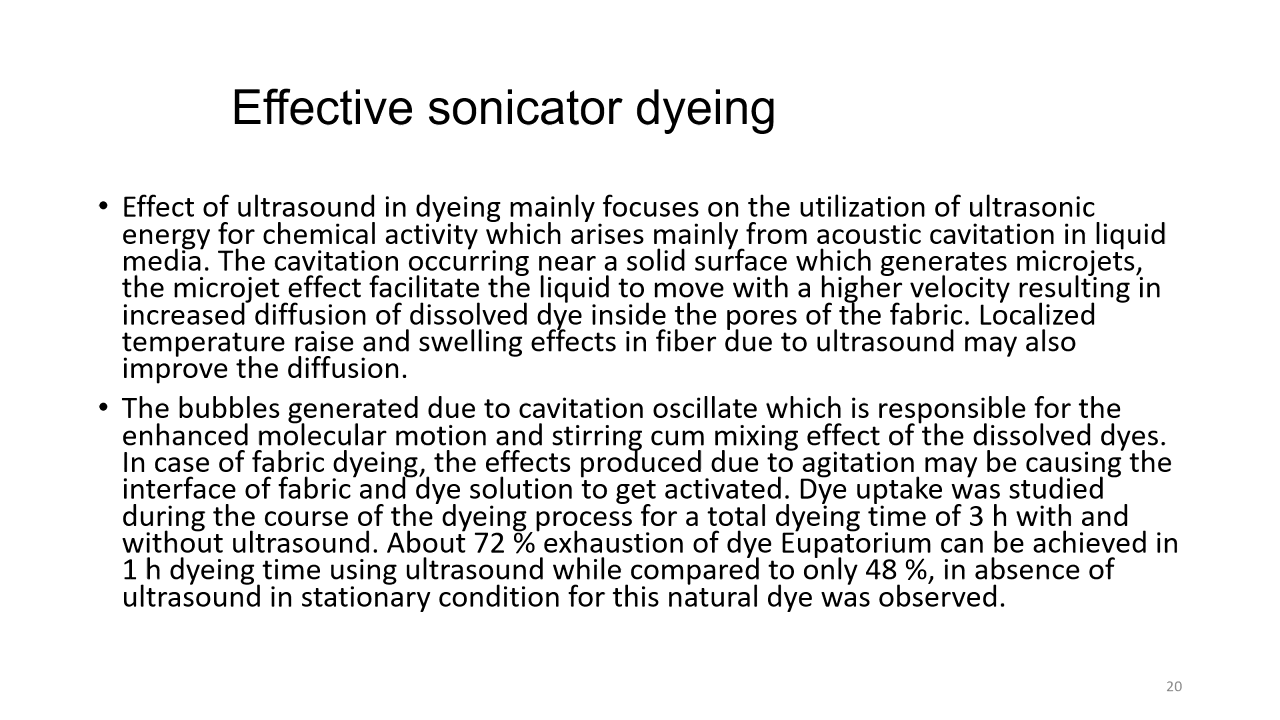 Effective sonicator dyeing
• Effect of ultrasound in dyeing mainly focuses on the utilization of ultrasonic
energy for chemical activity which arises mainly from acoustic cavitation in liquid
media. The cavitation occurring near a solid surface which generates microjets,
the microjet effect facilitate the liquid to move with a higher velocity resulting in
increased diffusion of dissolved dye inside the pores of the fabric. Localized
temperature raise and swelling effects in fiber due to ultrasound may also
improve the diffusion.
• The bubbles generated due to cavitation oscillate which is responsible for the
enhanced molecular motion and stirring cum mixing effect of the dissolved dyes.
In case of fabric dyeing, the effects produced due to agitation may be causing the
interface of fabric and dye solution to get activated. Dye uptake was studied
during the course of the dyeing process for a total dyeing time of 3 h with and
without ultrasound. About 72 % exhaustion of dye Eupatorium can be achieved in
1 h dyeing time using ultrasound while compared to only 48 %, in absence of
ultrasound in stationary condition for this natural dye was observed.
20